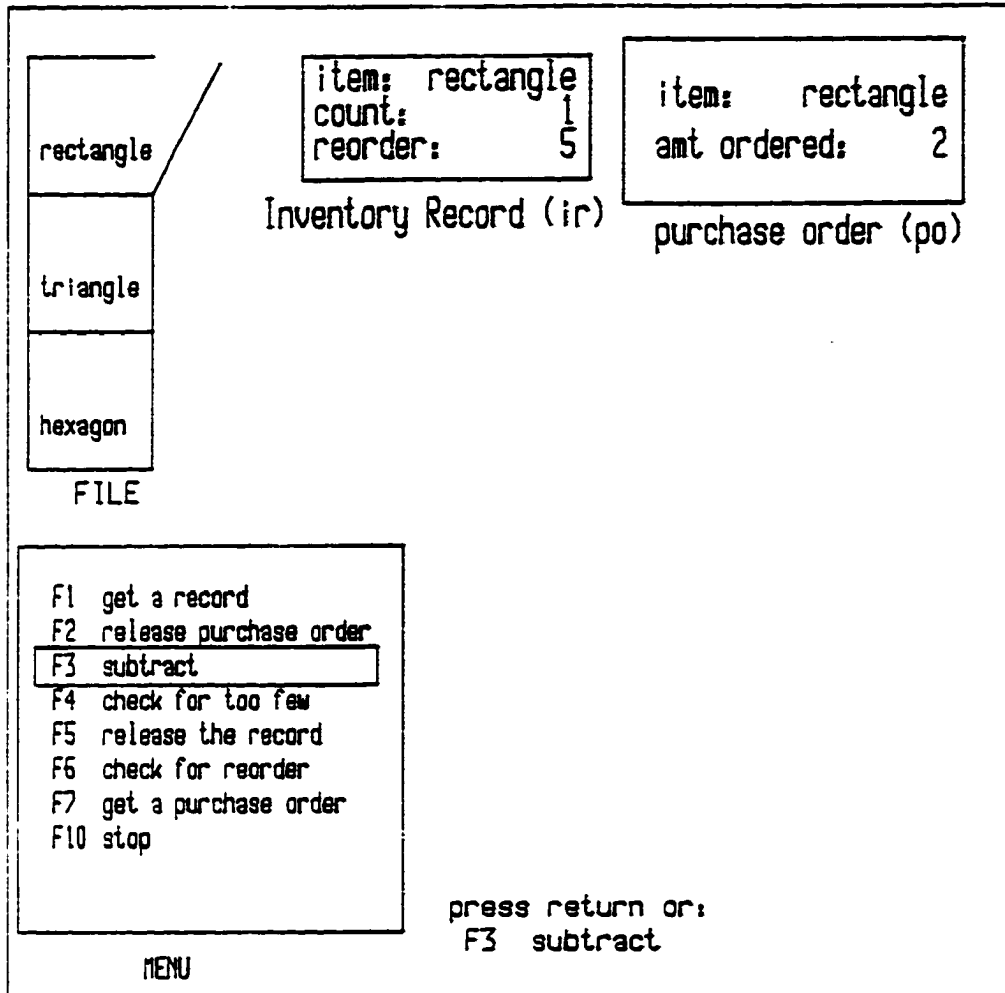 rectangle
triangle
hexagon
FILE
item: rectangle
count: 1
reorder: 5
Inventory Record (ir)
item: rectangle
amt ordered: 2
purchase order (po)
F1 get a record
F2 release purchase order
F3 subtract
F4 check for too few
F5 release the record
F6 check for reorder
F7 get a purchase order
F10 stop
MENU
press return or:
F3 subtract